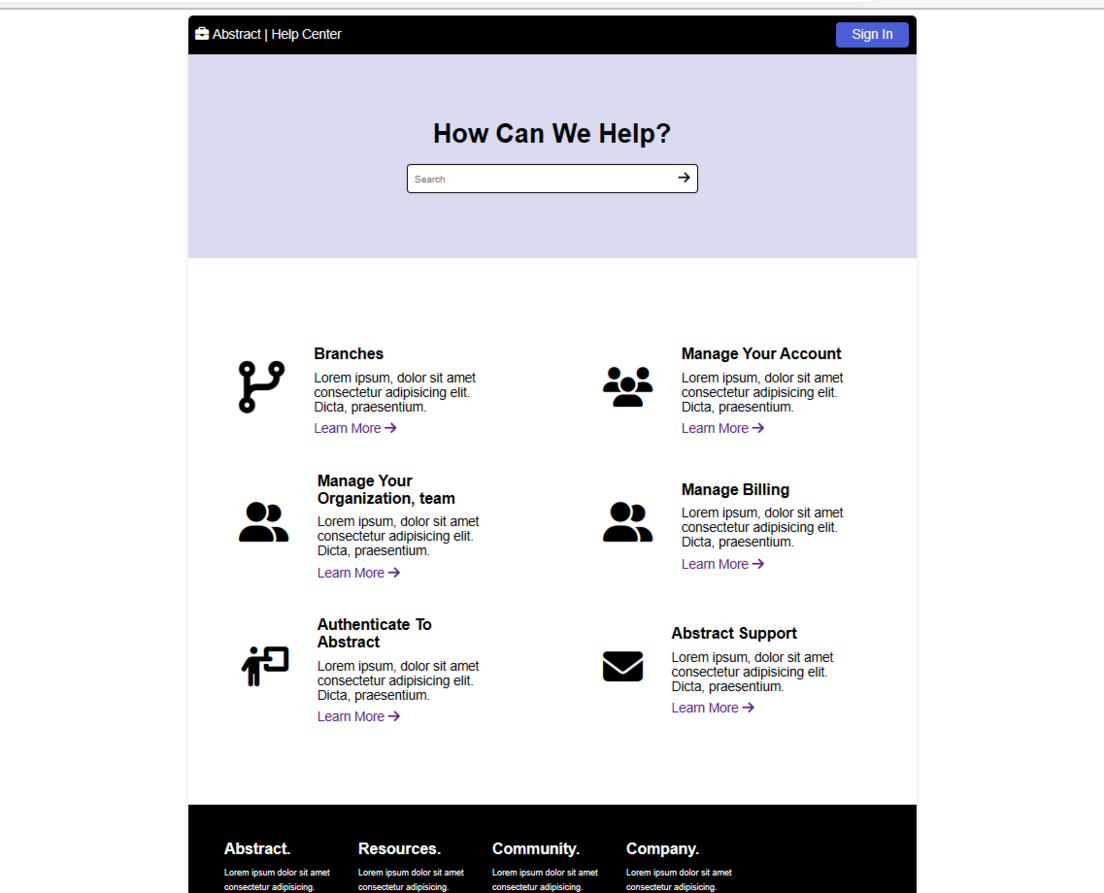 Abstract | Help Center
Sign In
How Can We Help?
Search
Branches
Lorem ipsum, dolor sit amet
consectetur adipisicing elit.
Dicta, praesentium.
Learn More
Manage Your Account
Lorem ipsum, dolor sit amet
consectetur adipisicing elit.
Dicta, praesentium.
Learn More
Manage Your
Organization, team
Lorem ipsum, dolor sit amet
consectetur adipisicing elit.
Dicta, praesentium.
Learn More
Manage Billing
Lorem ipsum, dolor sit amet
consectetur adipisicing elit.
Dicta, praesentium.
Learn More
Authenticate To
Abstract
Lorem ipsum, dolor sit amet
consectetur adipisicing elit.
Dicta, praesentium.
Learn More
Abstract Support
Lorem ipsum, dolor sit amet
consectetur adipisicing elit.
Dicta, praesentium.
Learn More
Abstract.
Lorem ipsum dolor sit amet
consectetur adipisicing.
Resources.
Lorem ipsum dolor sit amet
consectetur adipisicing.
Community.
Lorem ipsum dolor sit amet
consectetur adipisicing.
Company.
Lorem ipsum dolor sit amet
consectetur adipisicing.